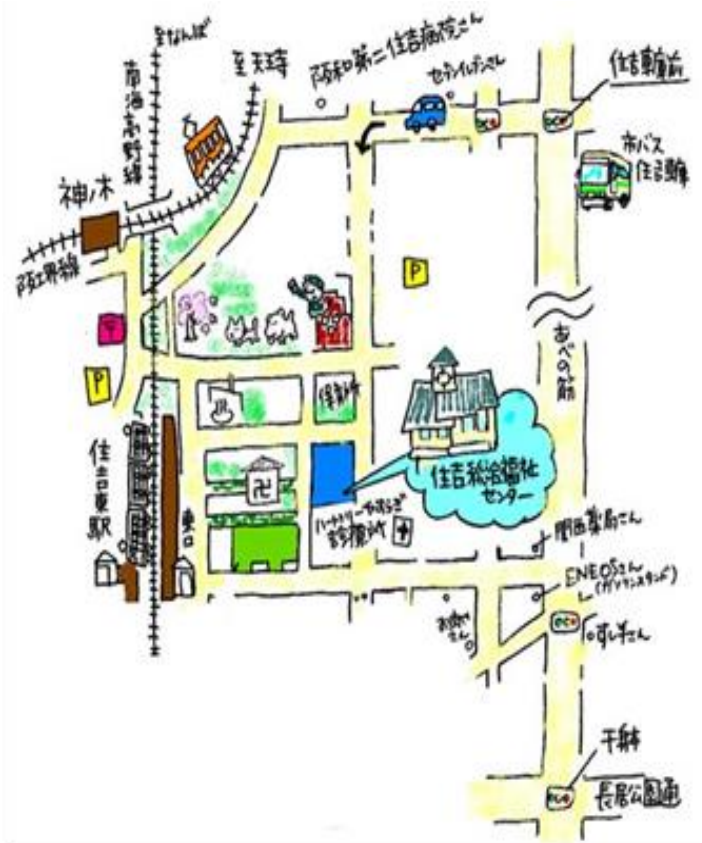 至なんば
南海高野線
至天王寺
阪和第二住吉病院さん
セブンイレブンさん
住吉車庫前
市バス
住吉車庫
神ノ木
阪堺線
P
P
あべの筋
保育所
住吉総合福祉
センター
卍
住吉東駅
東口
ハートフリーやすらぎ
診療所
関西薬局さん
ENEOSさん
(ガソリンスタンド)
すし半さん
千躰
長居公園通